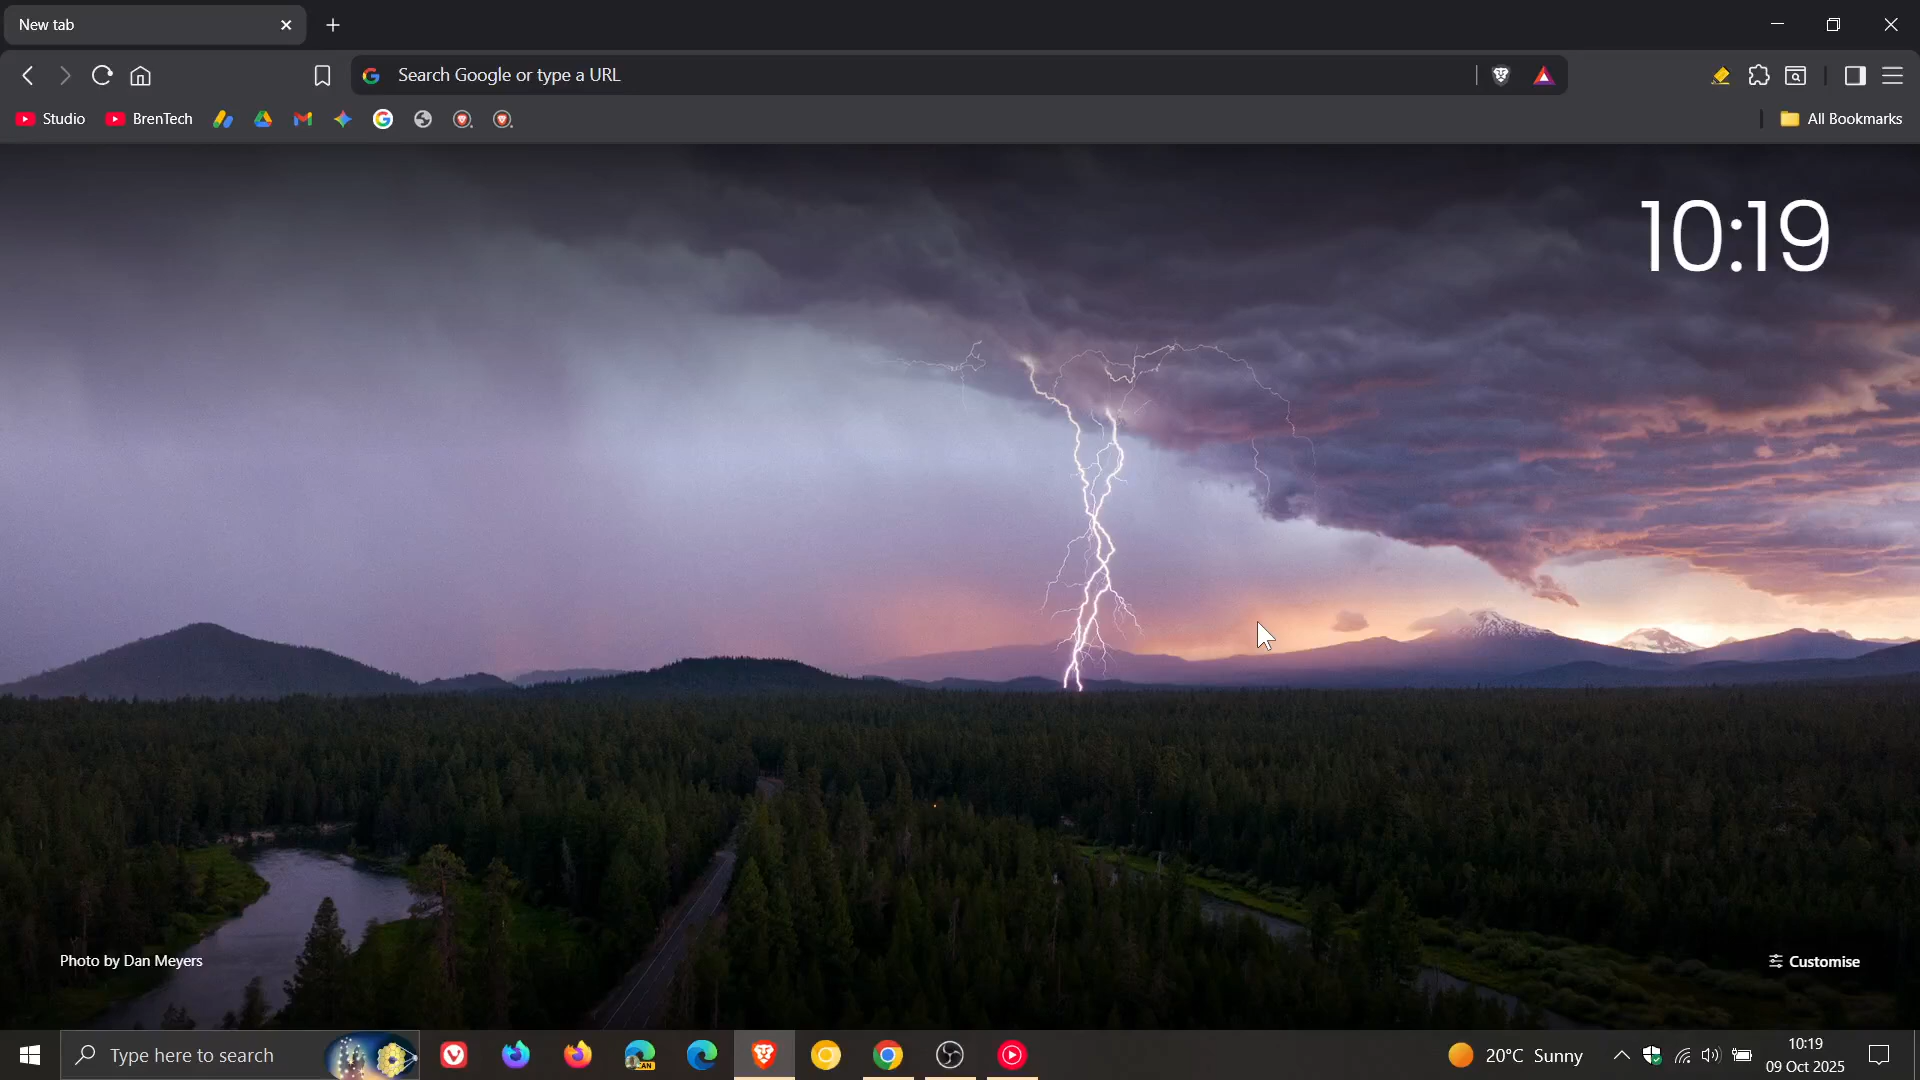 New tab
Search Google or type a URL
Studio
BrenTech
All Bookmarks
10:19
Photo by Dan Meyers
Customise
Type here to search
CAN
20°C Sunny
10:19
09 Oct 2025